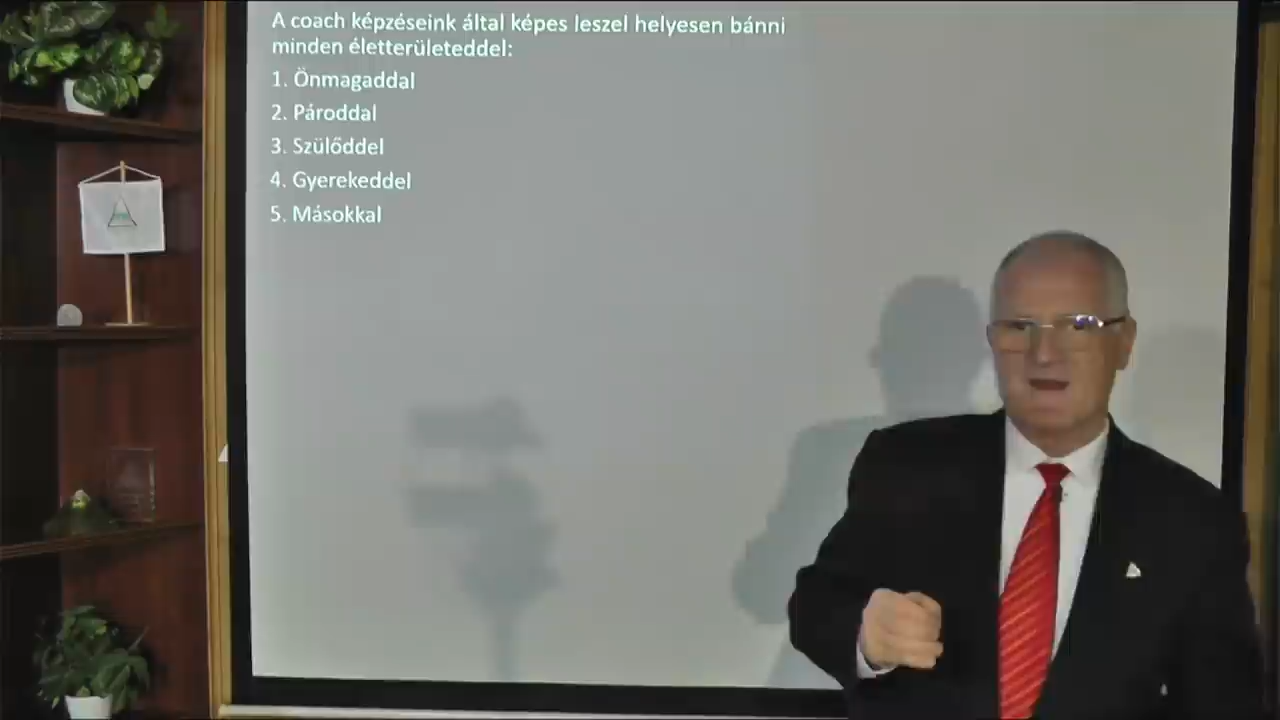 A coach képzéseink által képes leszel helyesen bánni
minden életterületeddel:
1. Önmagaddal
2. Pároddal
3. Szülőddel
4. Gyerekeddel
5. Másokkal